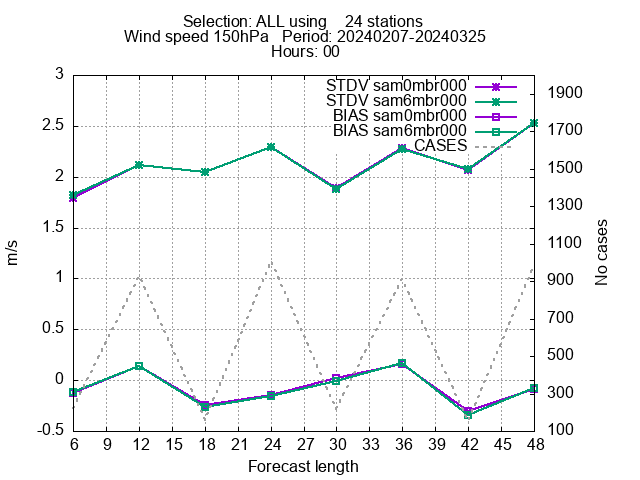 Selection: ALL using 24 stations
Wind speed 150hPa Period: 20240207-20240325
Hours: 00
STDV sam0mbr000
STDV sam6mbr000
BIAS sam0mbr000
BIAS sam6mbr000
CASES
3
2.5
2
1.5
1
0.5
0
-0.5
m/s
1900
1700
1500
1300
1100
900
700
500
300
100
No cases
6 9 12 15 18 21 24 27 30 33 36 39 42 45 48
Forecast length